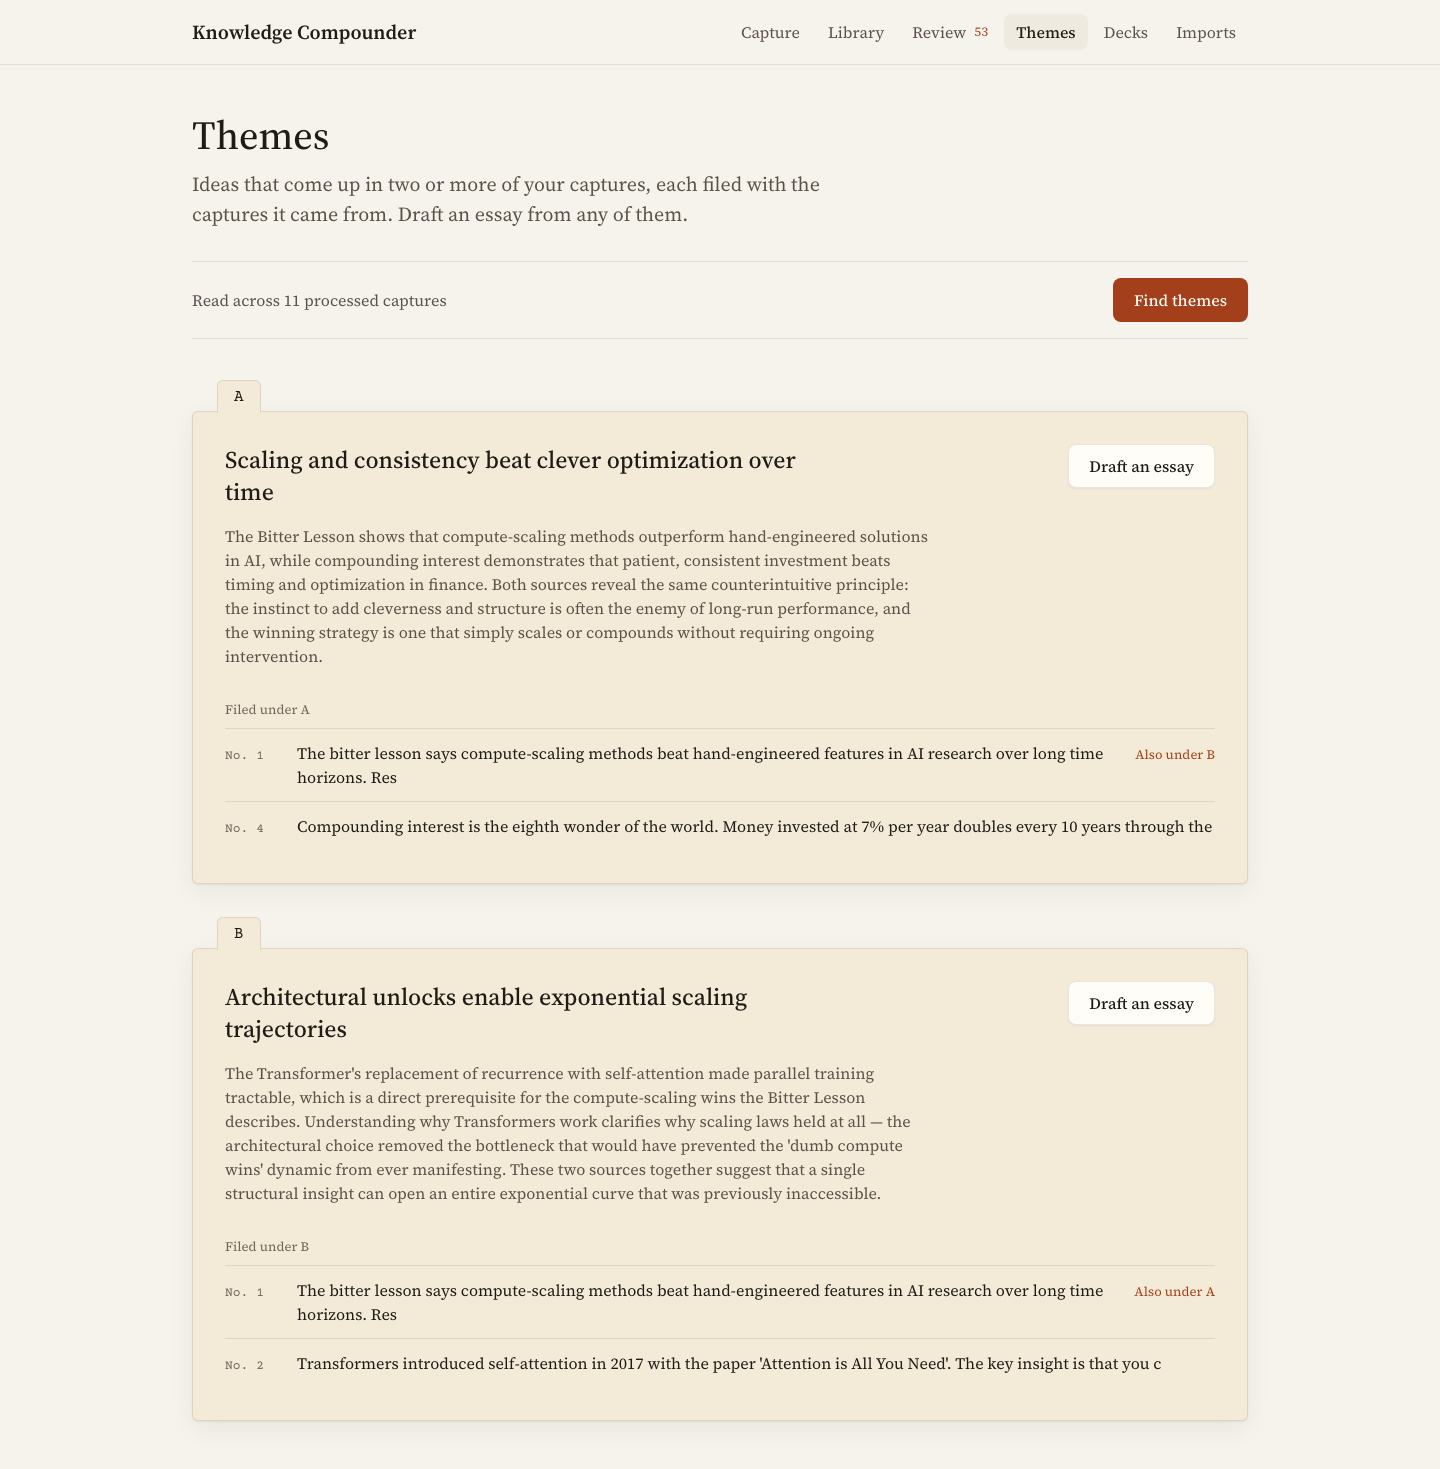 Knowledge Compounder
Capture
Library
Review 53
Themes
Decks
Imports
Themes
Ideas that come up in two or more of your captures, each filed with the
captures it came from. Draft an essay from any of them.
Read across 11 processed captures
Find themes
A
Scaling and consistency beat clever optimization over
time
Draft an essay
The Bitter Lesson shows that compute-scaling methods outperform hand-engineered solutions
in AI, while compounding interest demonstrates that patient, consistent investment beats
timing and optimization in finance. Both sources reveal the same counterintuitive principle:
the instinct to add cleverness and structure is often the enemy of long-run performance, and
the winning strategy is one that simply scales or compounds without requiring ongoing
intervention.
Filed under A
No. 1
The bitter lesson says compute-scaling methods beat hand-engineered features in AI research over long time
horizons. Res
Also under B
No. 4
Compounding interest is the eighth wonder of the world. Money invested at 7% per year doubles every 10 years through the
B
Architectural unlocks enable exponential scaling
trajectories
Draft an essay
The Transformer's replacement of recurrence with self-attention made parallel training
tractable, which is a direct prerequisite for the compute-scaling wins the Bitter Lesson
describes. Understanding why Transformers work clarifies why scaling laws held at all — the
architectural choice removed the bottleneck that would have prevented the 'dumb compute
wins' dynamic from ever manifesting. These two sources together suggest that a single
structural insight can open an entire exponential curve that was previously inaccessible.
Filed under B
No. 1
The bitter lesson says compute-scaling methods beat hand-engineered features in AI research over long time
horizons. Res
Also under A
No. 2
Transformers introduced self-attention in 2017 with the paper 'Attention is All You Need'. The key insight is that you c